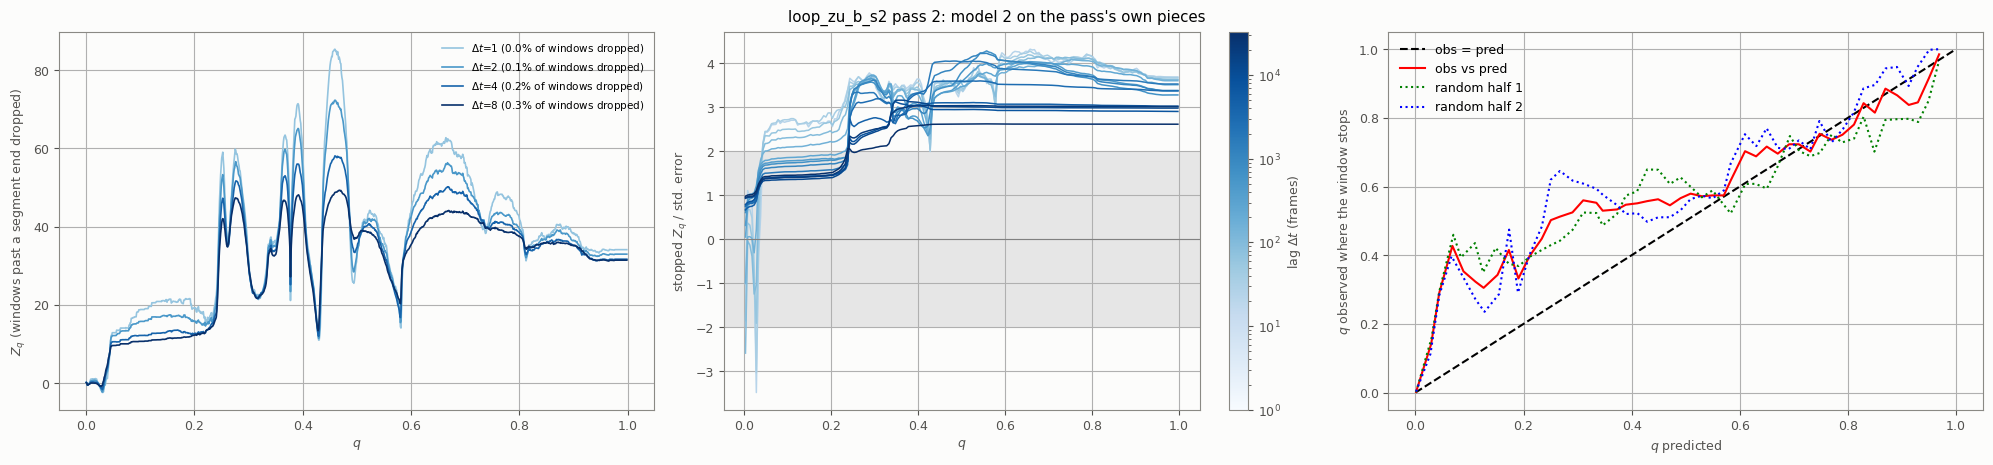 loop_zu_b_s2 pass 2: model 2 on the pass's own pieces
Z_q (windows past a segment end dropped)
80
60
40
20
0
0.0 0.2 0.4 0.6 0.8 1.0
q
Δt=1 (0.0% of windows dropped)
Δt=2 (0.1% of windows dropped)
Δt=4 (0.2% of windows dropped)
Δt=8 (0.3% of windows dropped)
stopped Z_q / std. error
4
3
2
1
0
−1
−2
−3
0.0 0.2 0.4 0.6 0.8 1.0
q
10^4
10^3
10^2
10^1
10^0
lag Δt (frames)
q observed where the window stops
1.0
0.8
0.6
0.4
0.2
0.0
0.0 0.2 0.4 0.6 0.8 1.0
q predicted
obs = pred
obs vs pred
random half 1
random half 2